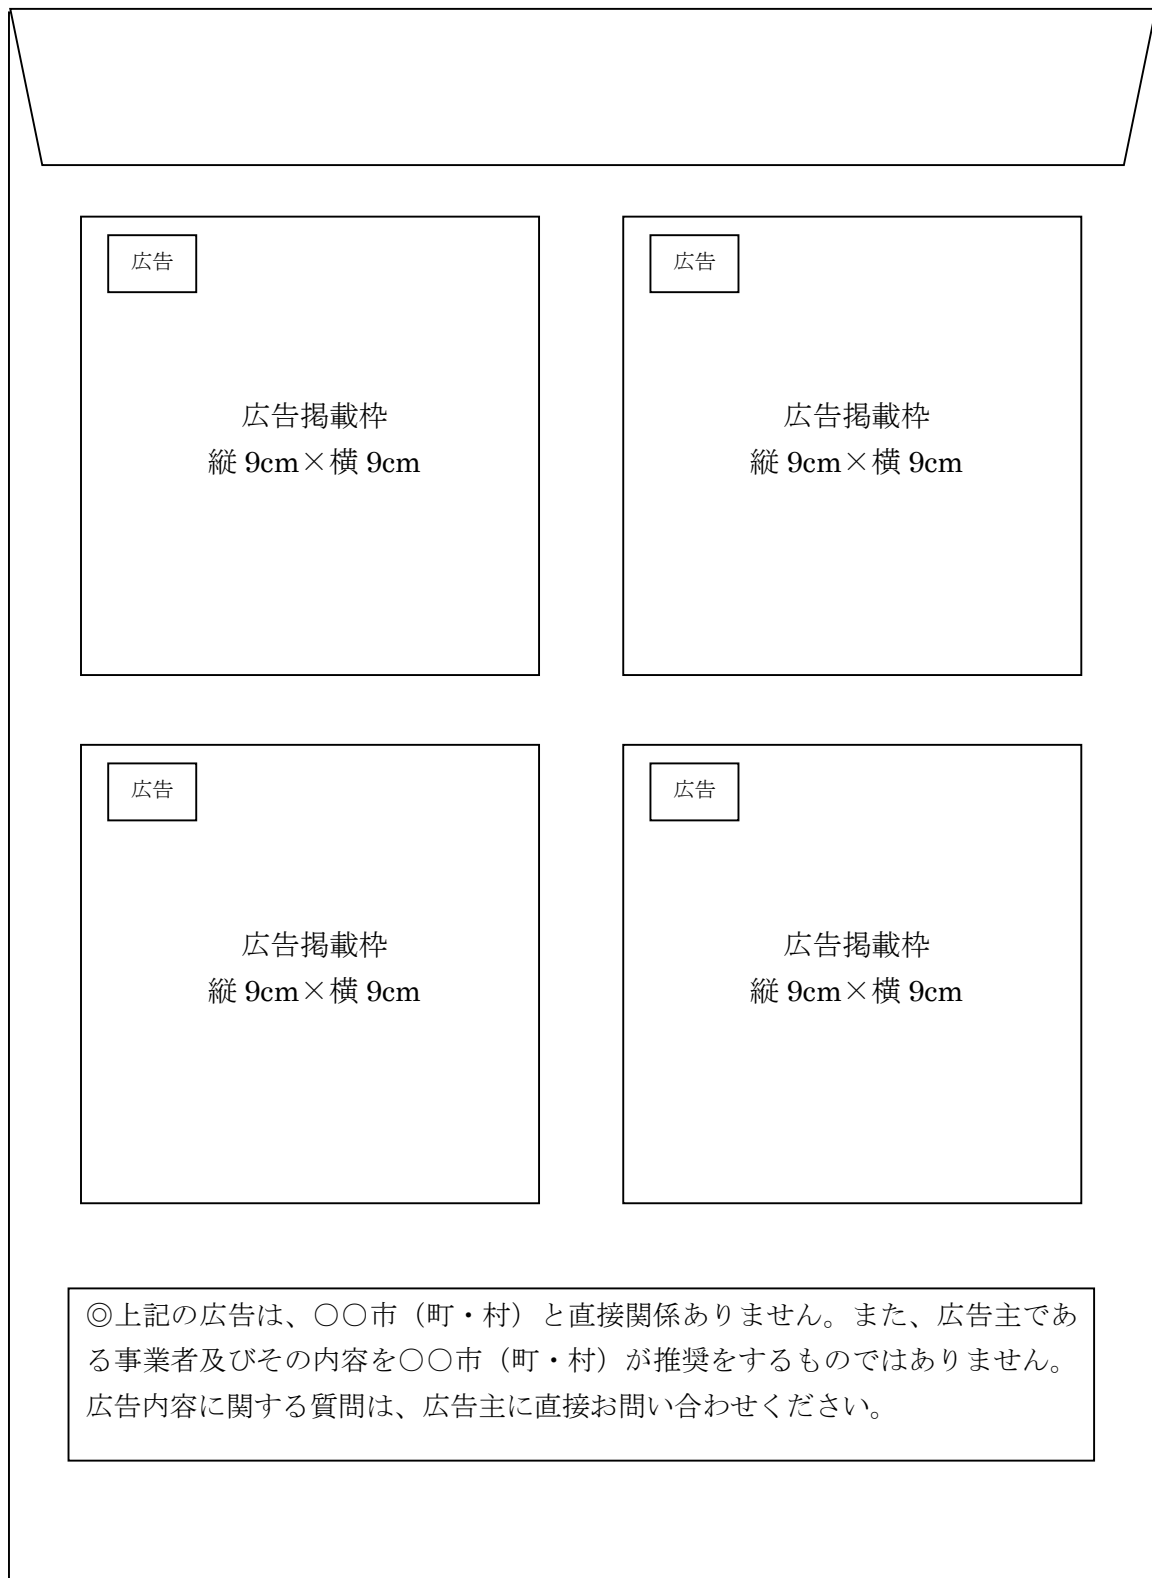 広告
広告掲載枠
縦 9cm×横 9cm
広告
広告掲載枠
縦 9cm×横 9cm
広告
広告掲載枠
縦 9cm×横 9cm
広告
広告掲載枠
縦 9cm×横 9cm
◎上記の広告は、○○市（町・村）と直接関係ありません。また、広告主であ
る事業者及びその内容を○○市（町・村）が推奨をするものではありません。
広告内容に関する質問は、広告主に直接お問い合わせください。